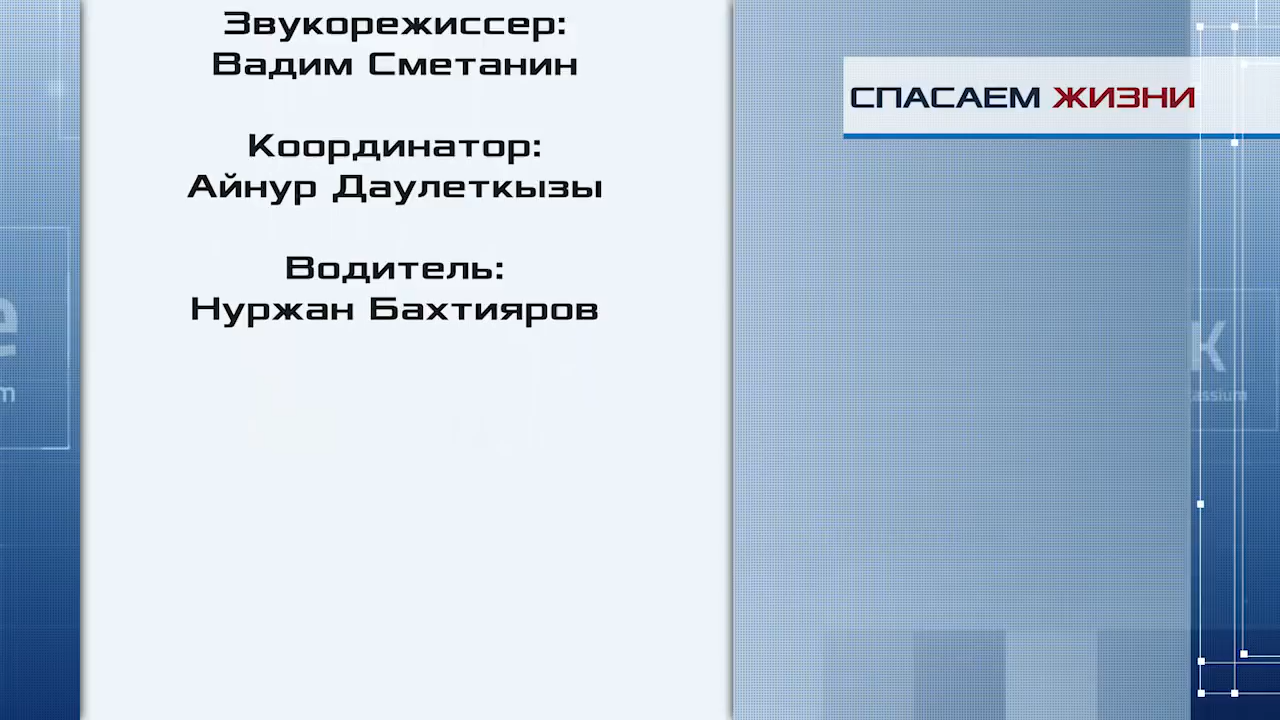 Звукорежиссер:
Вадим Сметанин
Координатор:
Айнур Даулеткызы
Водитель:
Нуржан Бахтияров
СПАСАЕМ ЖИЗНИ
K